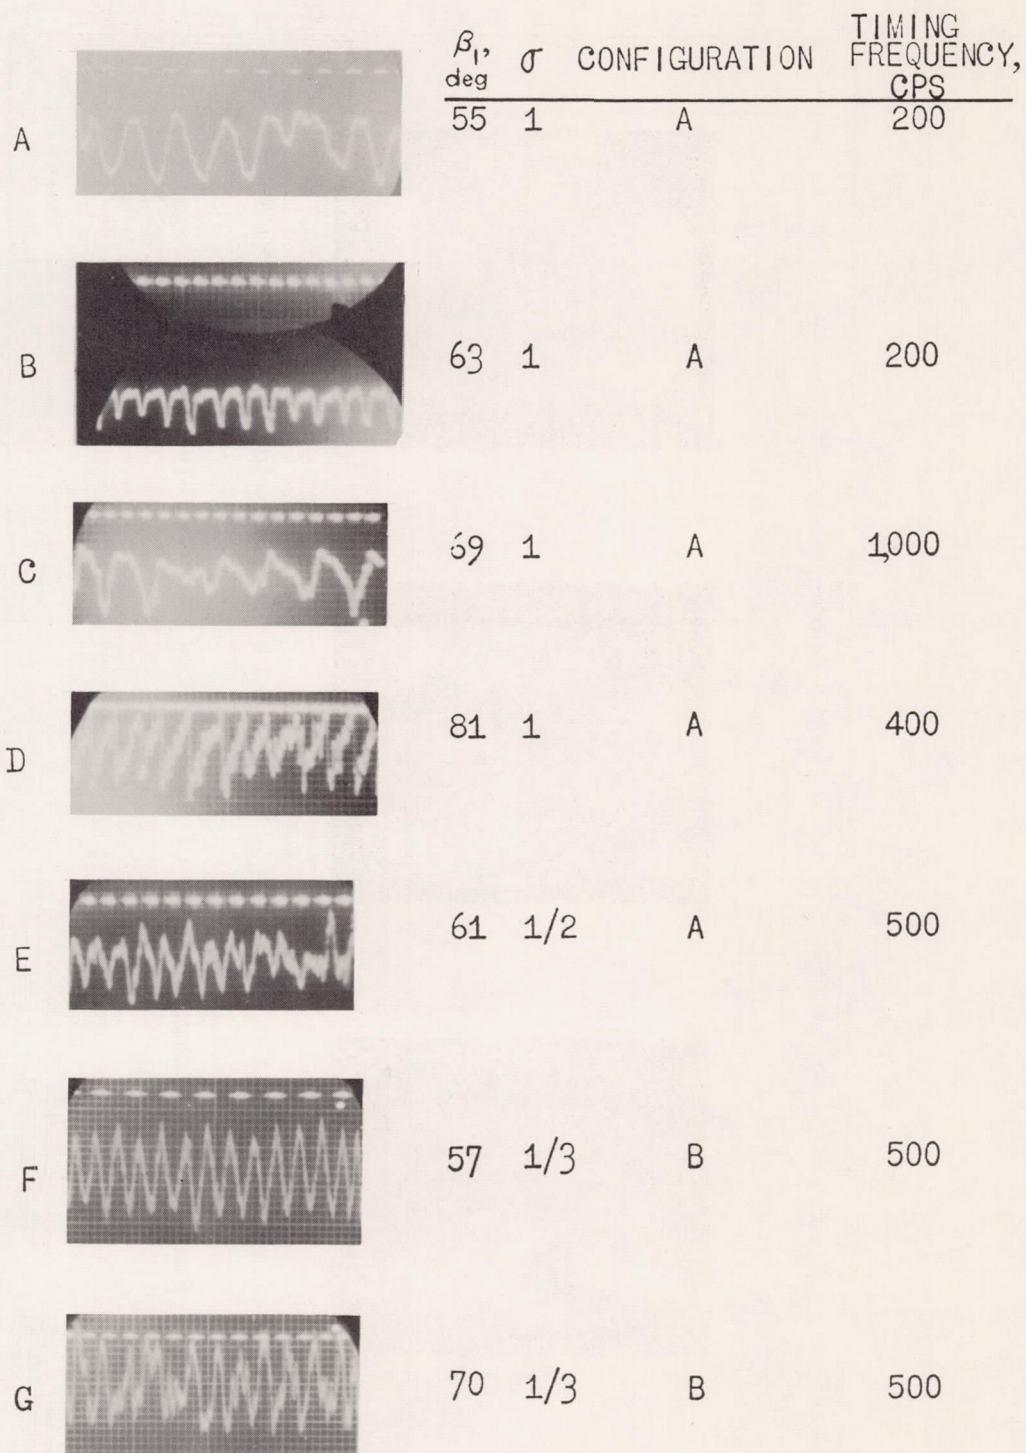 β₁, deg σ CONFIGURATION TIMING FREQUENCY, CPS
A 55 1 A 200
B 63 1 A 200
C 69 1 A 1,000
D 81 1 A 400
E 61 1/2 A 500
F 57 1/3 B 500
G 70 1/3 B 500